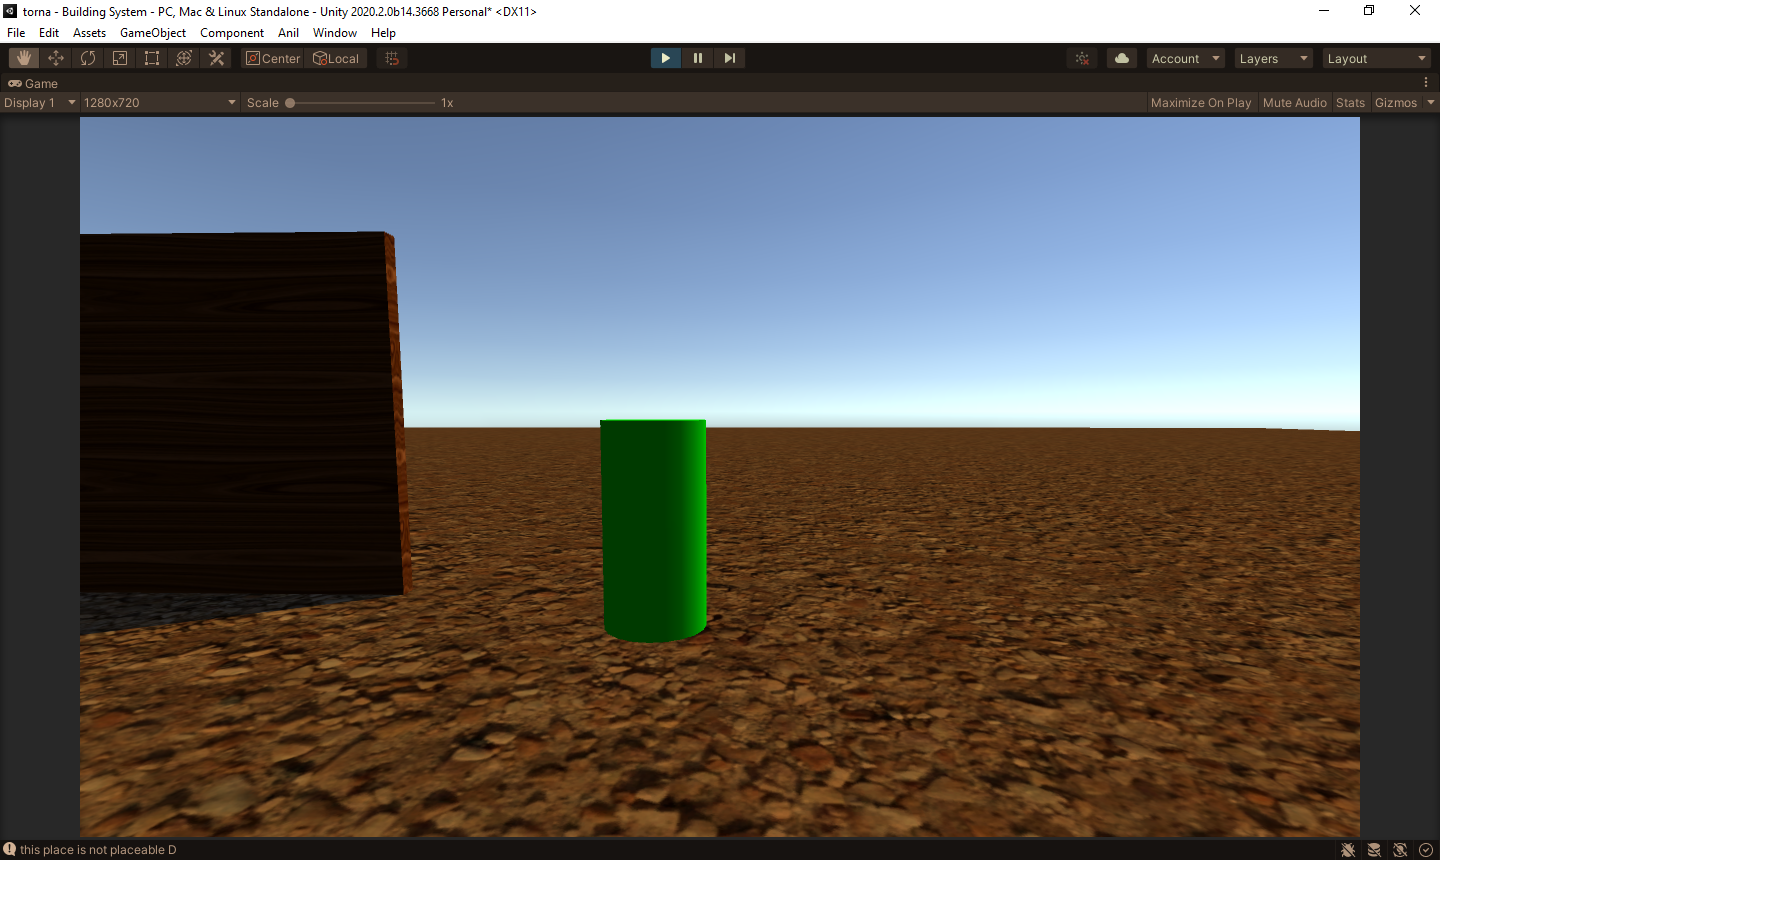 torna - Building System - PC, Mac & Linux Standalone - Unity 2020.2.0b14.3668 Personal* <DX11>
File Edit Assets GameObject Component Anil Window Help
Center Local Account Layers Layout
Game
Display 1 1280x720 Scale 1x Maximize On Play Mute Audio Stats Gizmos
this place is not placeable D